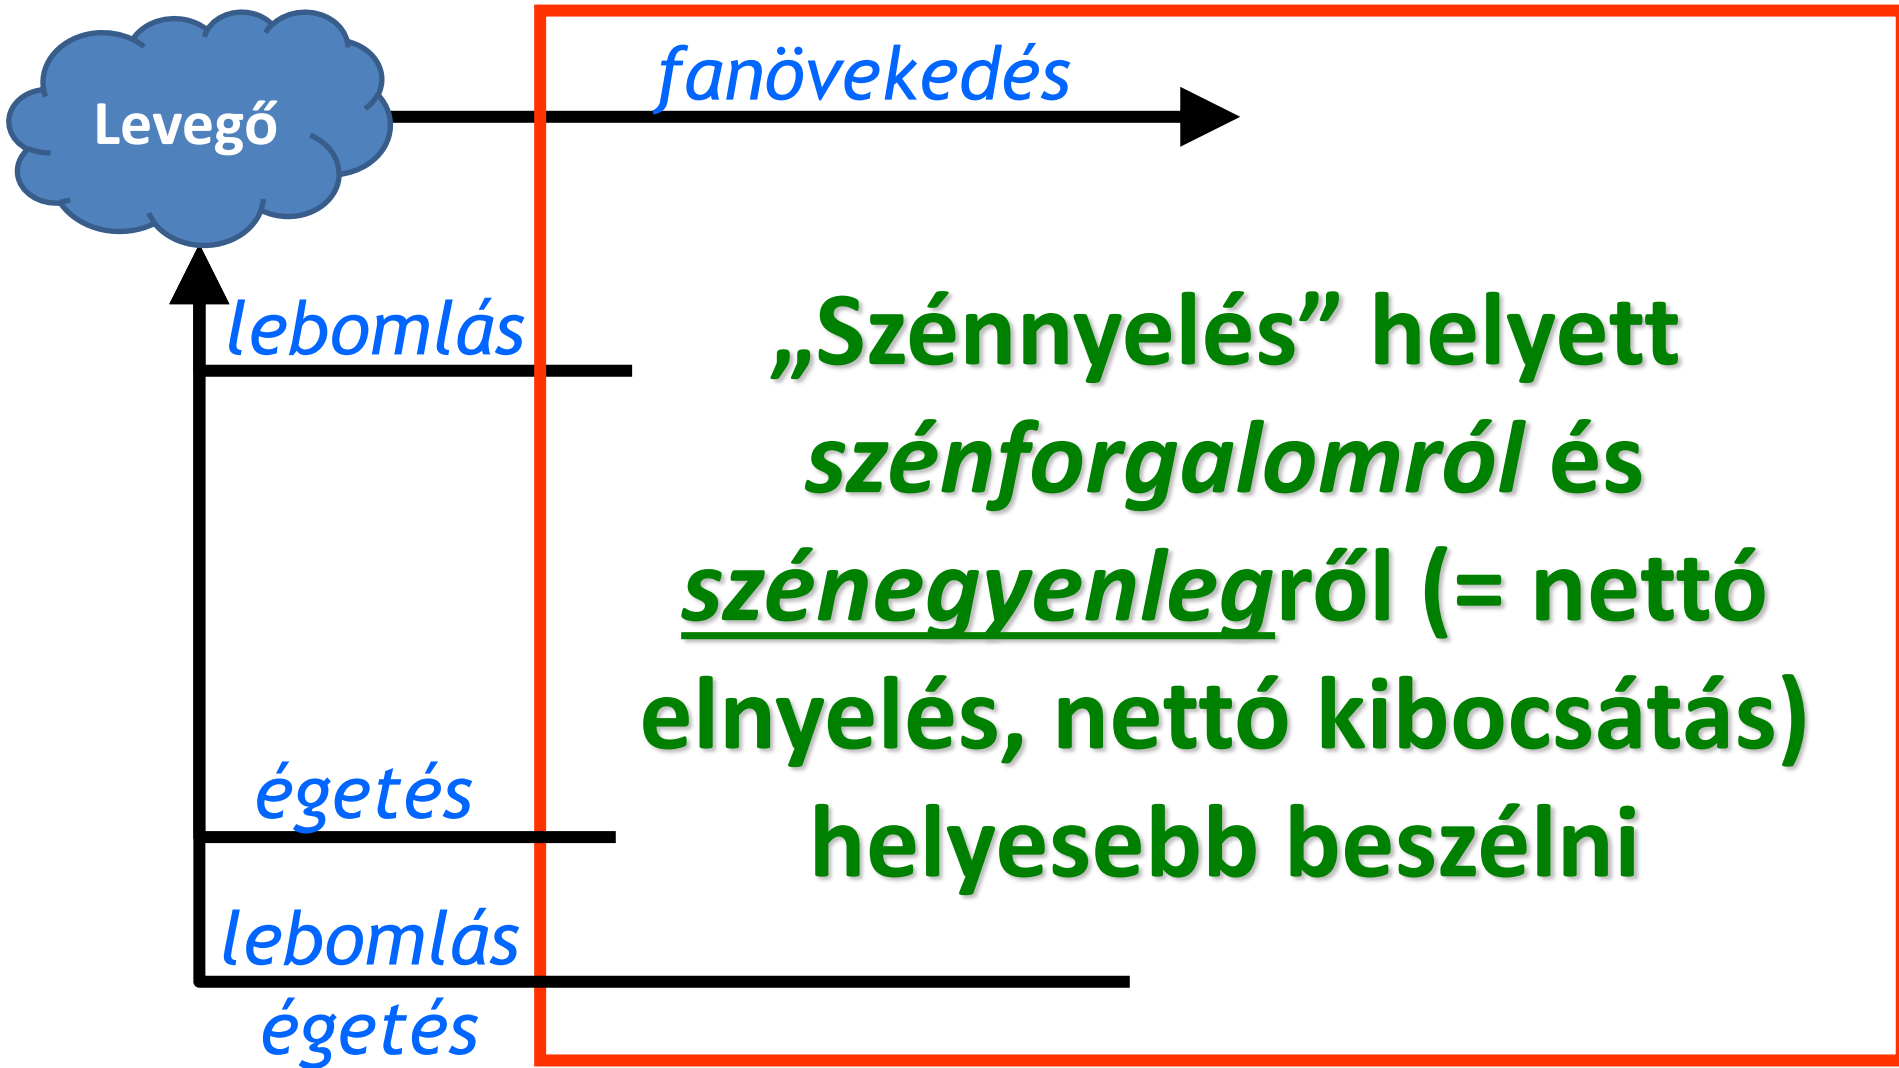 fanövekedés
Levegő
lebomlás
„Szénnyelés” helyett
szénforgalomról és
szénegyenlegről (= nettó
elnyelés, nettó kibocsátás)
helyesebb beszélni
égetés
lebomlás
égetés